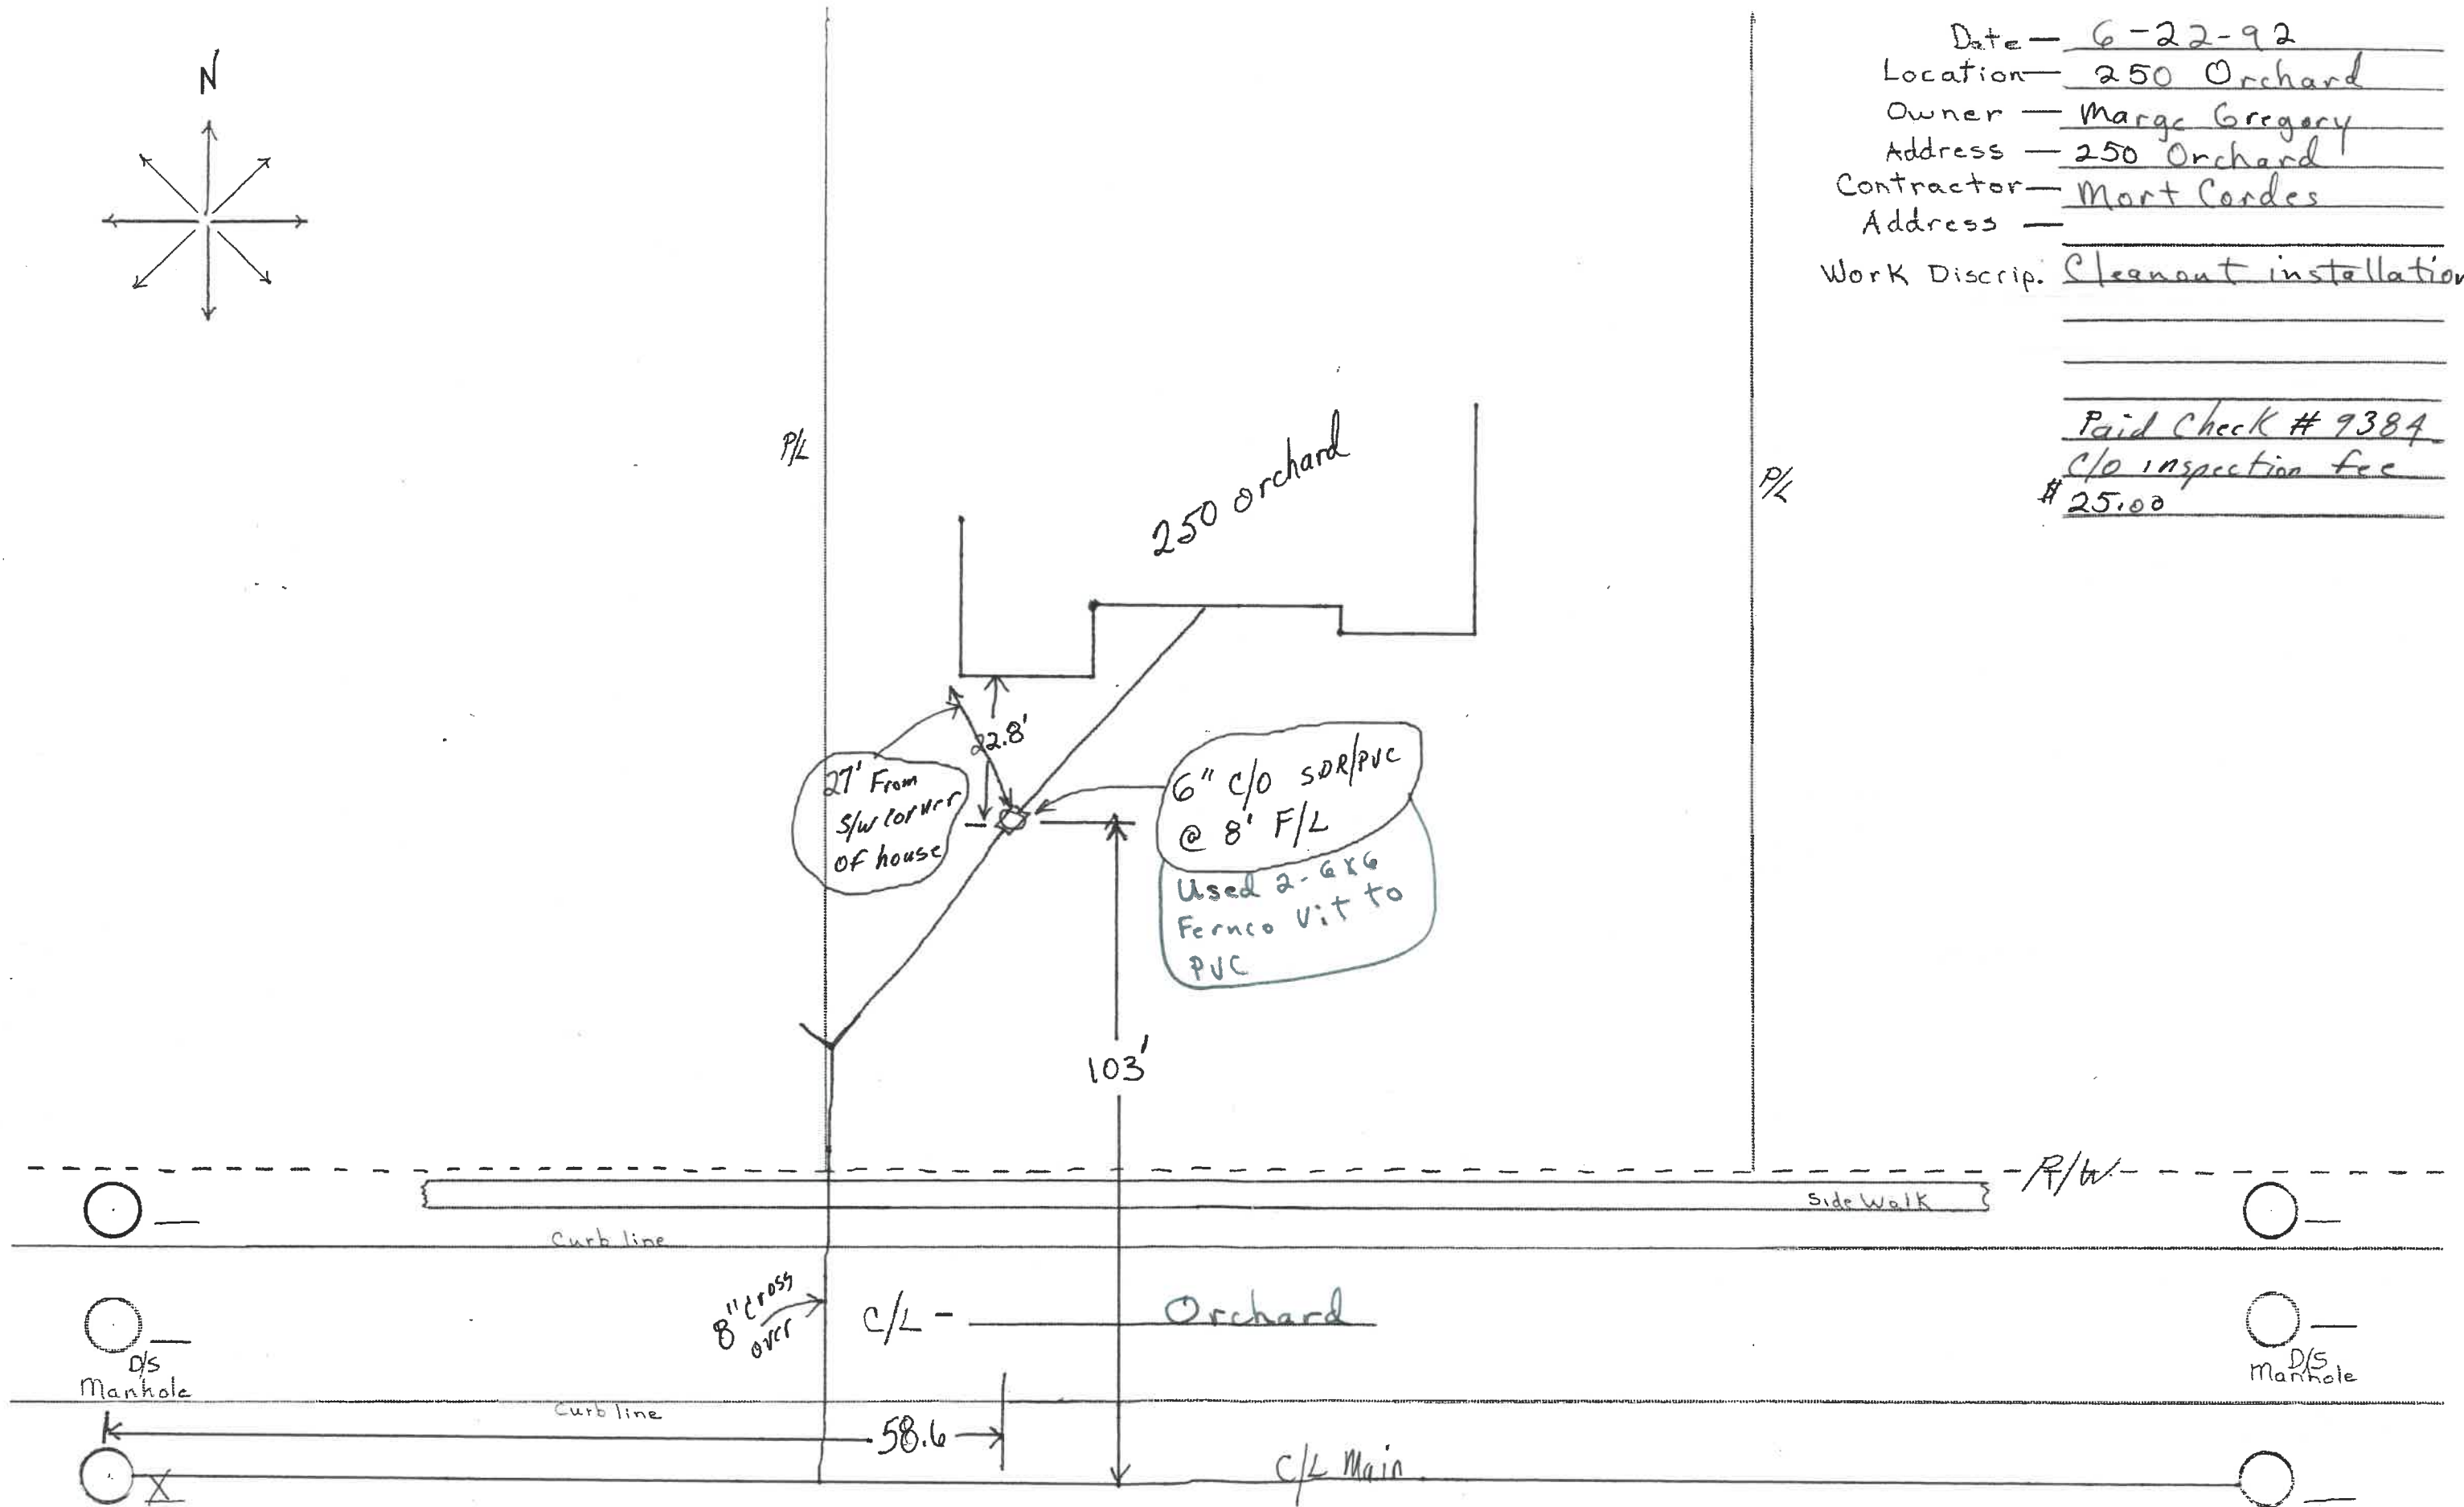 N
Date — 6-22-92
Location — 250 Orchard
Owner — Marge Gregory
Address — 250 Orchard
Contractor — Mort Cordes
Address —
Work Discrip. Cleanout installation
Paid Check # 9384
C/O inspection fee
$25.00
P/L
250 orchard
P/L
22.8'
27' From
S/W Corner
of house
6" C/O SDR/PVC
@ 8' F/L
Used 2-6x6
Fernco Vit to
PVC
103'
R/W
Side Walk
Curb line
8" Cross
over
C/L - Orchard
D/S
Manhole
D/S
Manhole
Curb line
58.6
C/L Main
X